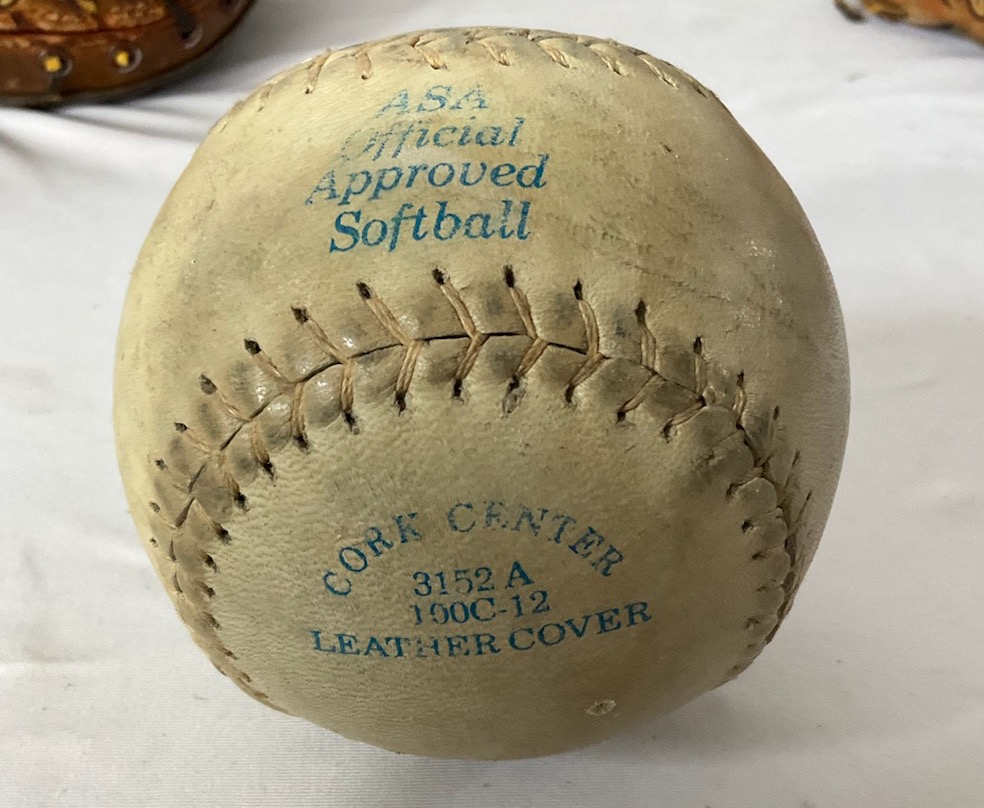 ASA
Official
Approved
Softball
CORK CENTER
3152 A
100C-12
LEATHER COVER